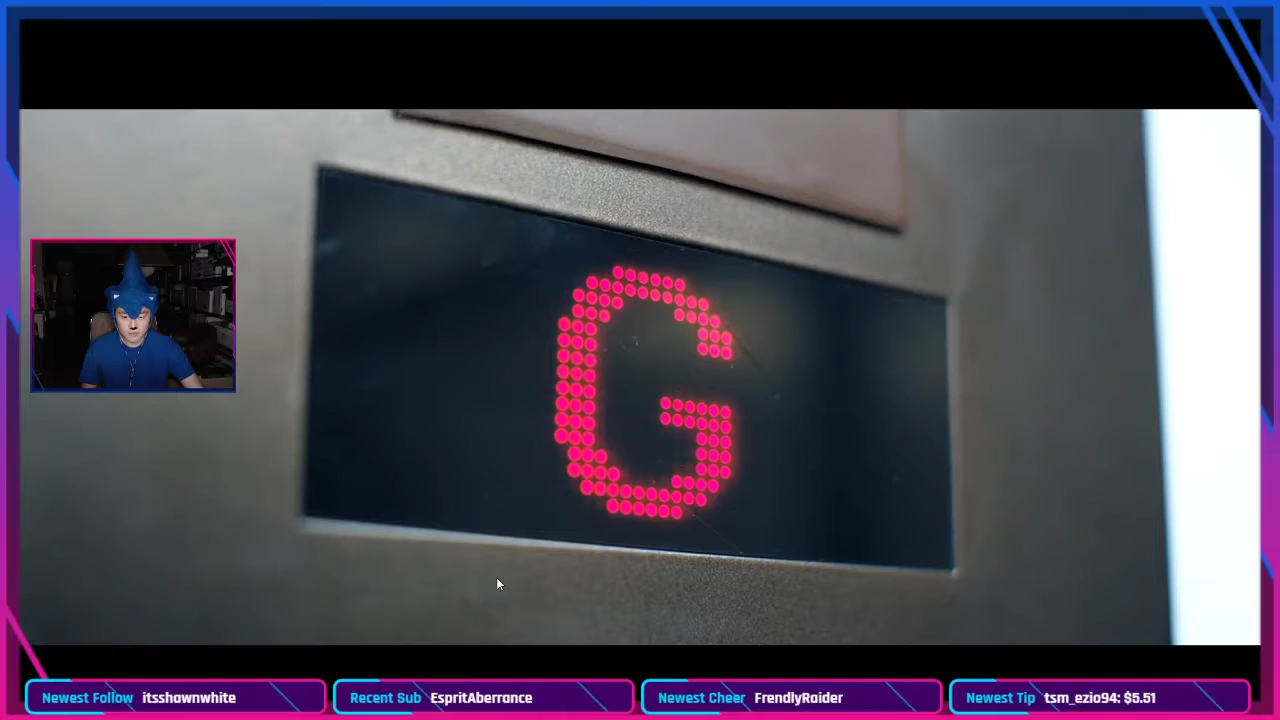 G
Newest Follow itsshawnwhite
Recent Sub EspritAberrance
Newest Cheer FrendlyRaider
Newest Tip tsm_ezio94: $5.51